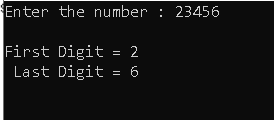 Enter the number : 23456
First Digit = 2
Last Digit = 6